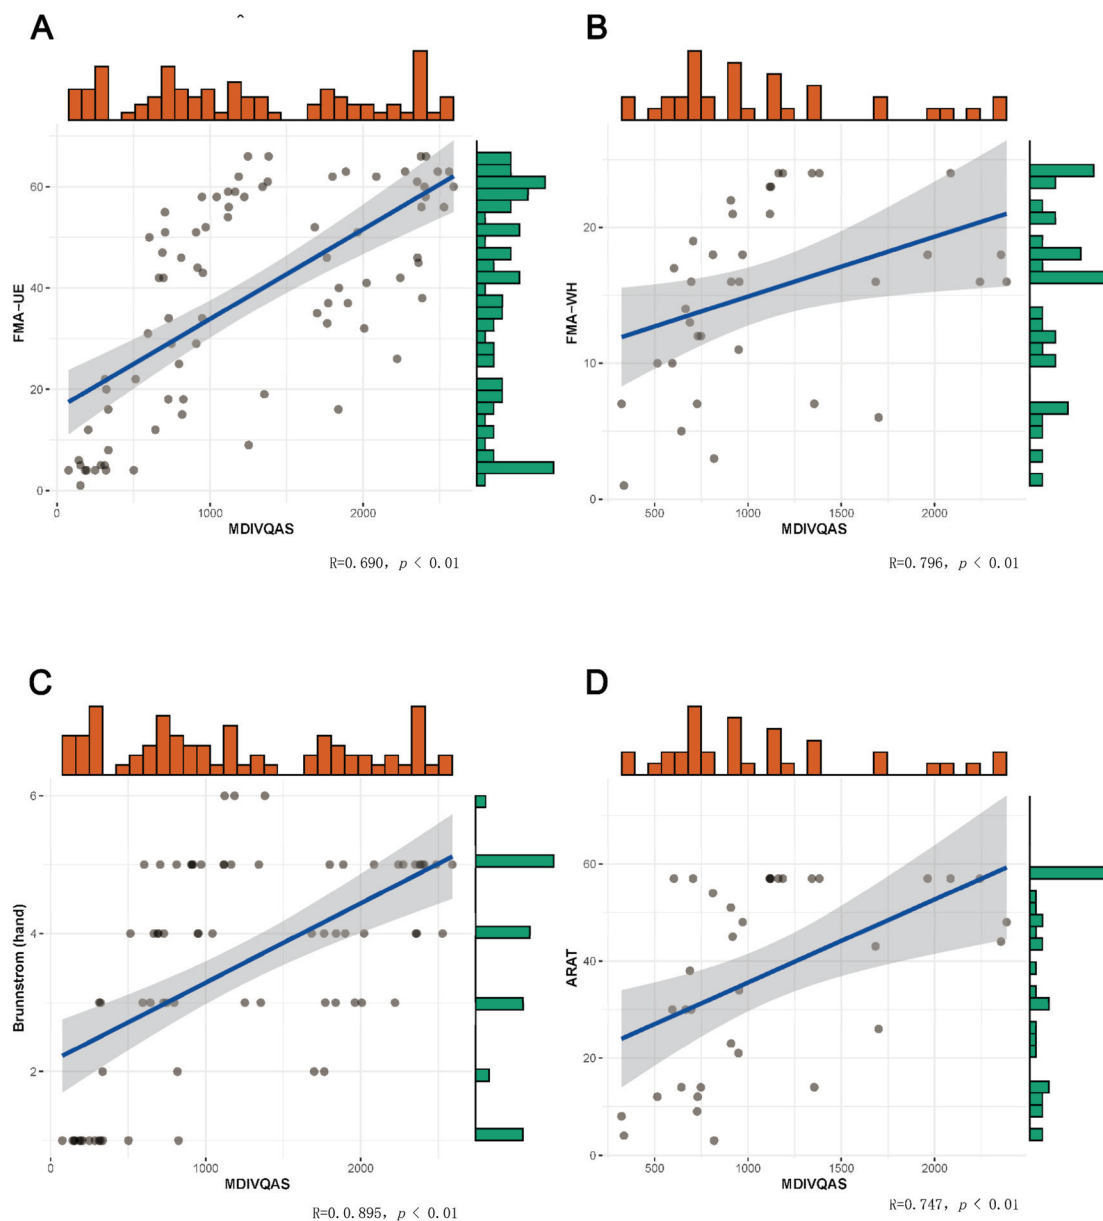 A
B
^
FMA-UE
60
40
20
0
0
1000
2000
MDIVQAS
R=0.690, p < 0.01
FMA-WH
20
10
0
500
1000
1500
2000
MDIVQAS
R=0.796, p < 0.01
C
D
Brunnstrom (hand)
6
4
2
0
1000
2000
MDIVQAS
R=0.0.895, p < 0.01
ARAT
60
40
20
0
500
1000
1500
2000
MDIVQAS
R=0.747, p < 0.01